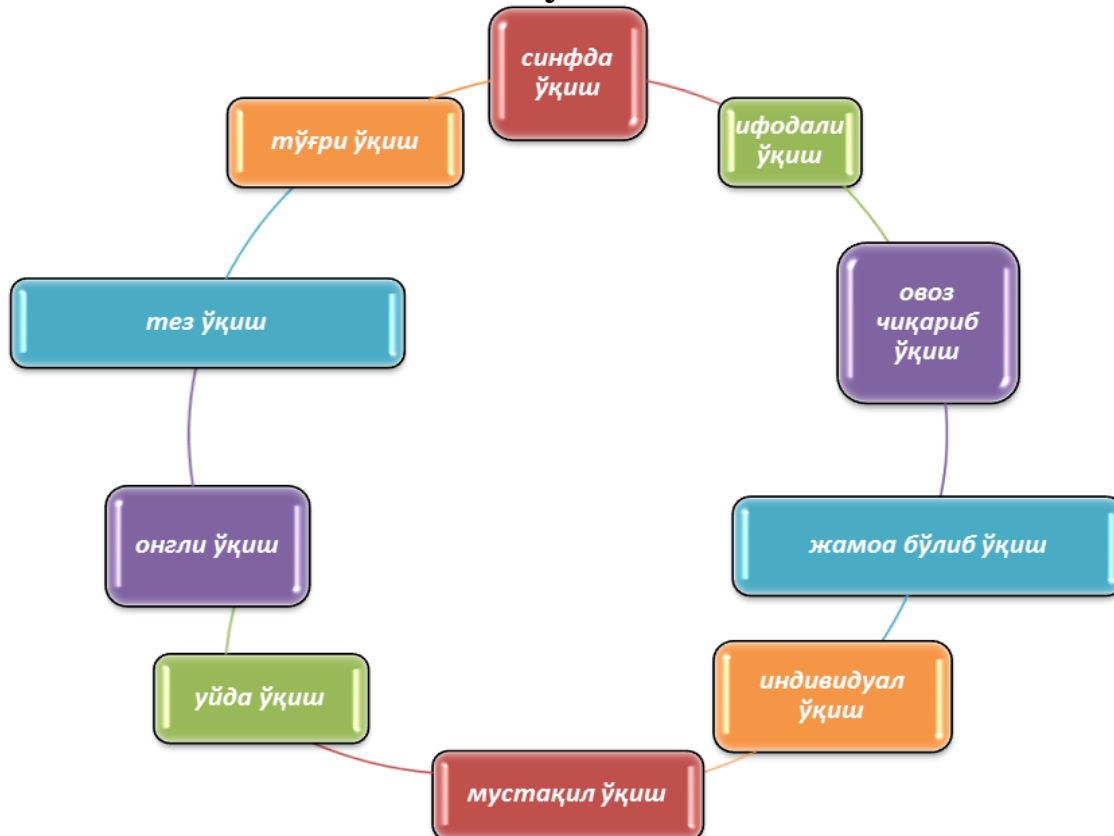 синфда
ўқиш
ифодали
ўқиш
овоз
чиқариб
ўқиш
жамоа бўлиб ўқиш
индивидуал
ўқиш
мустақил ўқиш
уйда ўқиш
онгли ўқиш
тез ўқиш
тўғри ўқиш